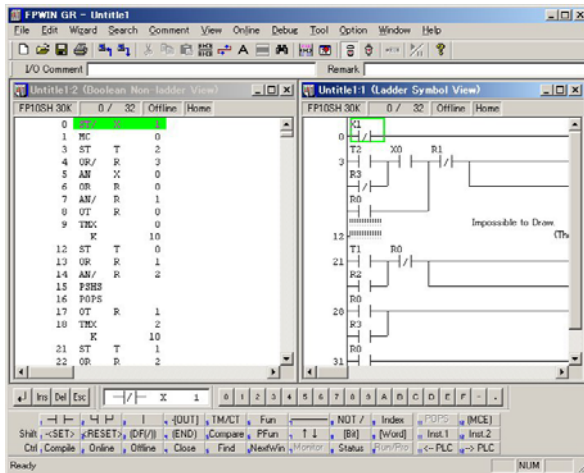 FPWIN GR - Untitle1
File Edit Wizard Search Comment View Online Debug Tool Option Window Help
I/O Comment Remark
Untitle1:2 (Boolean Non-ladder View)
FP10SH 30K 0 / 32 Offline Home
0 ST/ X 1
1 MC 0
3 ST T 2
4 OR/ R 3
5 AN X 0
6 OR R 0
7 AN/ R 1
8 OT R 0
9 TMX 0
K 10
12 ST T 0
13 OR R 1
14 AN/ R 2
15 PSHS
16 POPS
17 OT R 1
18 TMX 2
K 10
21 ST T 1
22 OR R 2
Untitle1:1 (Ladder Symbol View)
FP10SH 30K 0 / 32 Offline Home
X1
0
T2 X0 R1
3
R3
R0
Impossible to Draw.
12 (Th
T1 R0
21
R2
R0
20
R3
R0
31
Ins Del Esc X 1 0 1 2 3 4 5 6 7 8 9 A B C D E F - .
[OUT] TM/CT Fun NOT / Index POPS (MCE)
Shift <SET> <RESET> (DF(/)) (END) Compare PFun [Bit] [Word] Inst.1 Inst.2
Ctrl Compile Online Offline Close Find NextWin Monitor Status Run/Pro <-- PLC --> PLC
Ready NUM